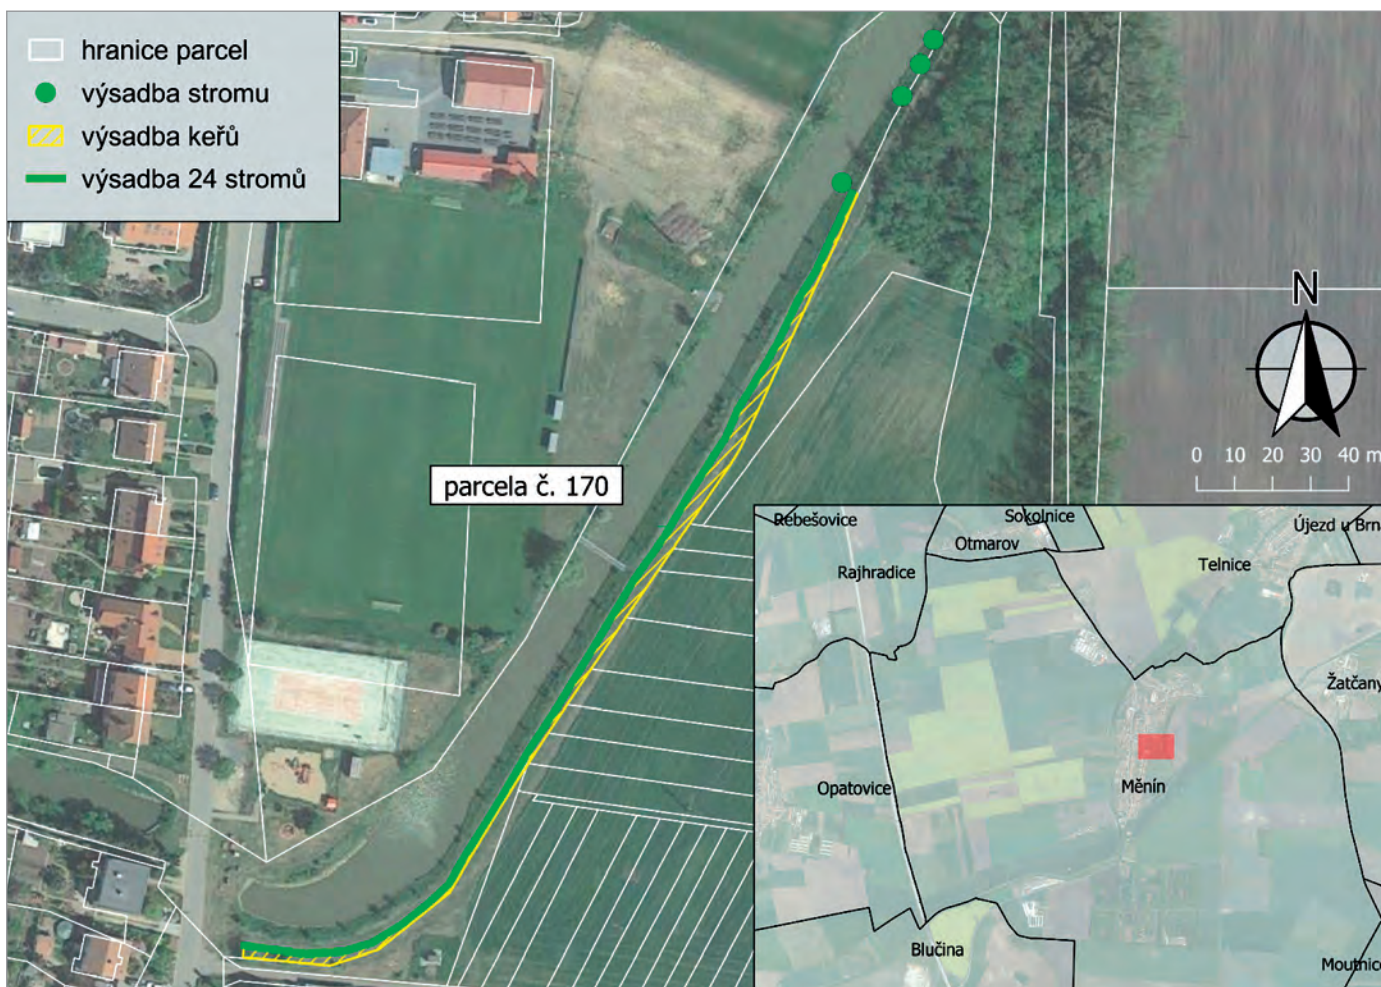 hranice parcel
výsadba stromu
výsadba keřů
výsadba 24 stromů
N
0 10 20 30 40 m
parcela č. 170
Rebešovice
Sokolnice
Újezd u Brna
Otmarov
Telnice
Rajhradice
Žatčany
Opatovice
Měnín
Blučina
Moutnice